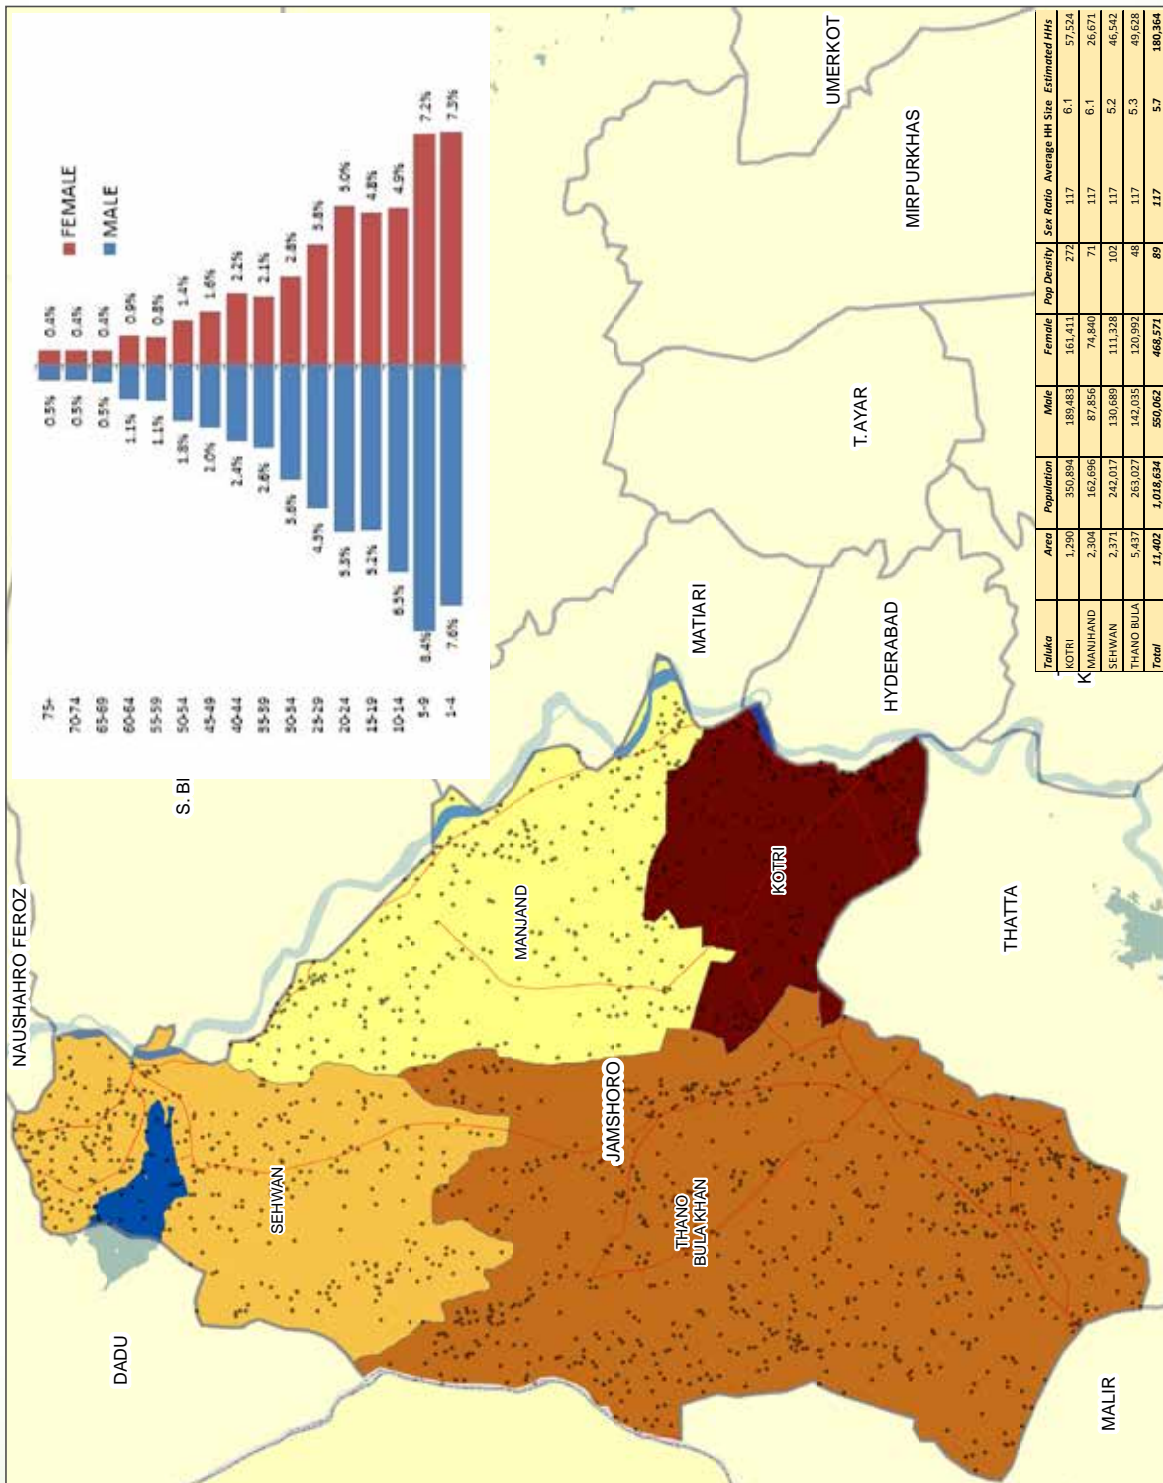 NAUSHAHRO FEROZ
DADU
S. BI
SEHWAN
MANJAND
JAMSHORO
THANO
BULA KHAN
KOTRI
MATIARI
HYDERABAD
T. AYAR
MIRPURKHAS
UMERKOT
THATTA
MALIR
K
FEMALE
MALE
75+ 0.5% 0.4%
70-74 0.5% 0.4%
65-69 0.5% 0.4%
60-64 1.1% 0.9%
55-59 1.1% 0.8%
50-54 1.8% 1.4%
45-49 2.0% 1.6%
40-44 2.4% 2.2%
35-39 2.6% 2.1%
30-34 3.6% 2.8%
25-29 4.5% 3.8%
20-24 5.3% 5.0%
15-19 5.2% 4.8%
10-14 6.5% 4.9%
5-9 8.4% 7.2%
1-4 7.6% 7.3%
Taluka Area Population Male Female Pop Density Sex Ratio Average HH Size Estimated HHs
KOTRI 1,290 350,894 189,483 161,411 272 117 6.1 57,524
MANJHAND 2,304 162,696 87,856 74,840 71 117 6.1 26,671
SEHWAN 2,371 242,017 130,689 111,328 102 117 5.2 46,542
THANO BULA 5,437 263,027 142,035 120,992 48 117 5.3 49,628
Total 11,402 1,018,634 550,062 468,571 89 117 5.7 180,364